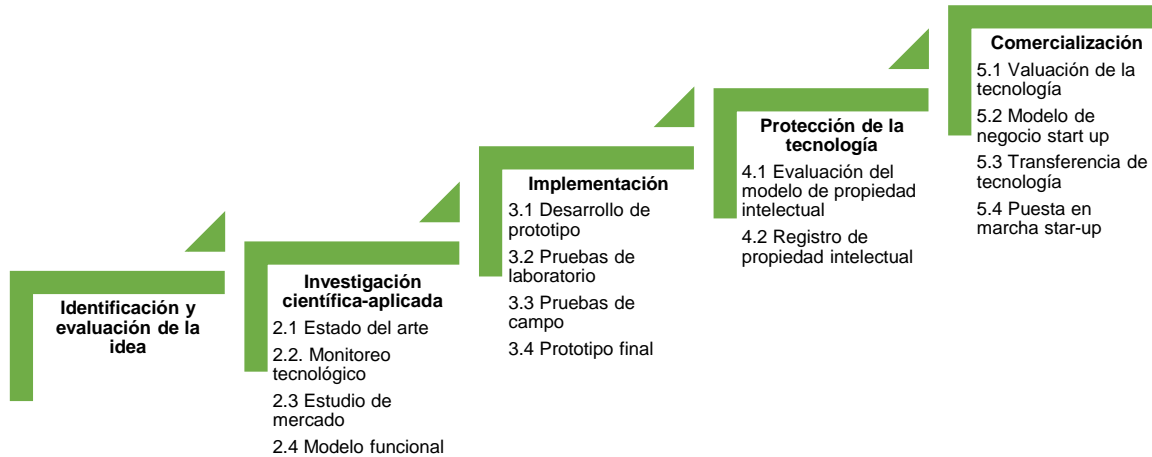 Identificación y
evaluación de la
idea
Investigación
científica-aplicada
2.1 Estado del arte
2.2. Monitoreo
tecnológico
2.3 Estudio de
mercado
2.4 Modelo funcional
Implementación
3.1 Desarrollo de
prototipo
3.2 Pruebas de
laboratorio
3.3 Pruebas de
campo
3.4 Prototipo final
Protección de la
tecnología
4.1 Evaluación del
modelo de propiedad
intelectual
4.2 Registro de
propiedad intelectual
Comercialización
5.1 Valuación de la
tecnología
5.2 Modelo de
negocio start up
5.3 Transferencia de
tecnología
5.4 Puesta en
marcha star-up